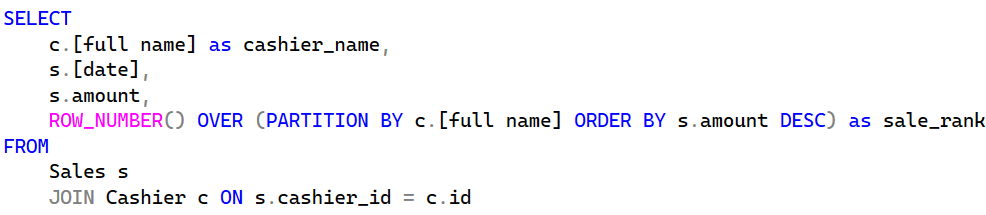 SELECT
    c.[full name] as cashier_name,
    s.[date],
    s.amount,
    ROW_NUMBER() OVER (PARTITION BY c.[full name] ORDER BY s.amount DESC) as sale_rank
FROM
    Sales s
    JOIN Cashier c ON s.cashier_id = c.id